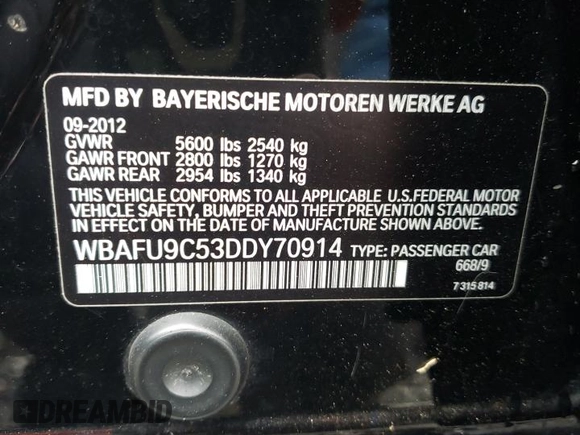 MFD BY BAYERISCHE MOTOREN WERKE AG
09-2012
GVWR 5600 lbs 2540 kg
GAWR FRONT 2800 lbs 1270 kg
GAWR REAR 2954 lbs 1340 kg
THIS VEHICLE CONFORMS TO ALL APPLICABLE U.S.FEDERAL MOTOR
VEHICLE SAFETY, BUMPER AND THEFT PREVENTION STANDARDS
IN EFFECT ON THE DATE OF MANUFACTURE SHOWN ABOVE.
WBAFU9C53DDY70914 TYPE: PASSENGER CAR
668/9
7 315 814
DREAMBID